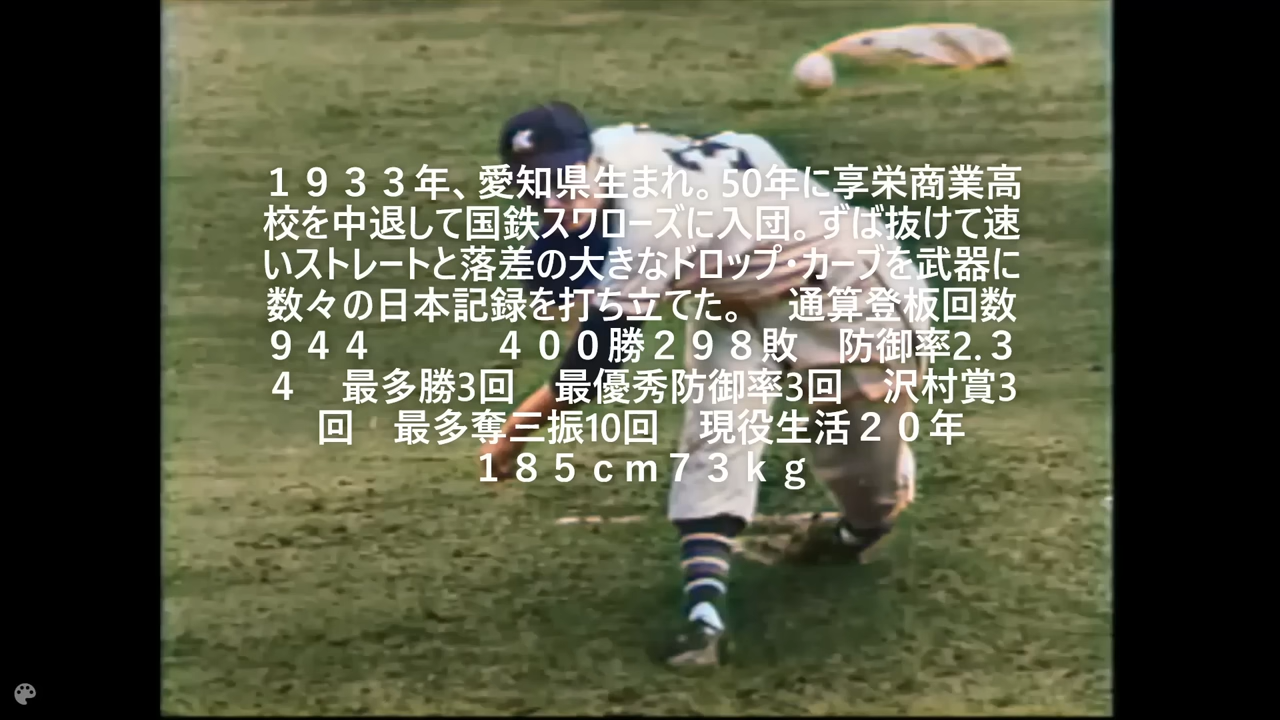 １９３３年、愛知県生まれ。50年に享栄商業高
校を中退して国鉄スワローズに入団。ずば抜けて速
いストレートと落差の大きなドロップ・カーブを武器に
数々の日本記録を打ち立てた。　通算登板回数
９４４　　　４００勝２９８敗　防御率2.３
４　最多勝3回　最優秀防御率3回　沢村賞3
回　最多奪三振10回　現役生活２０年
１８５ｃｍ７３ｋｇ
K